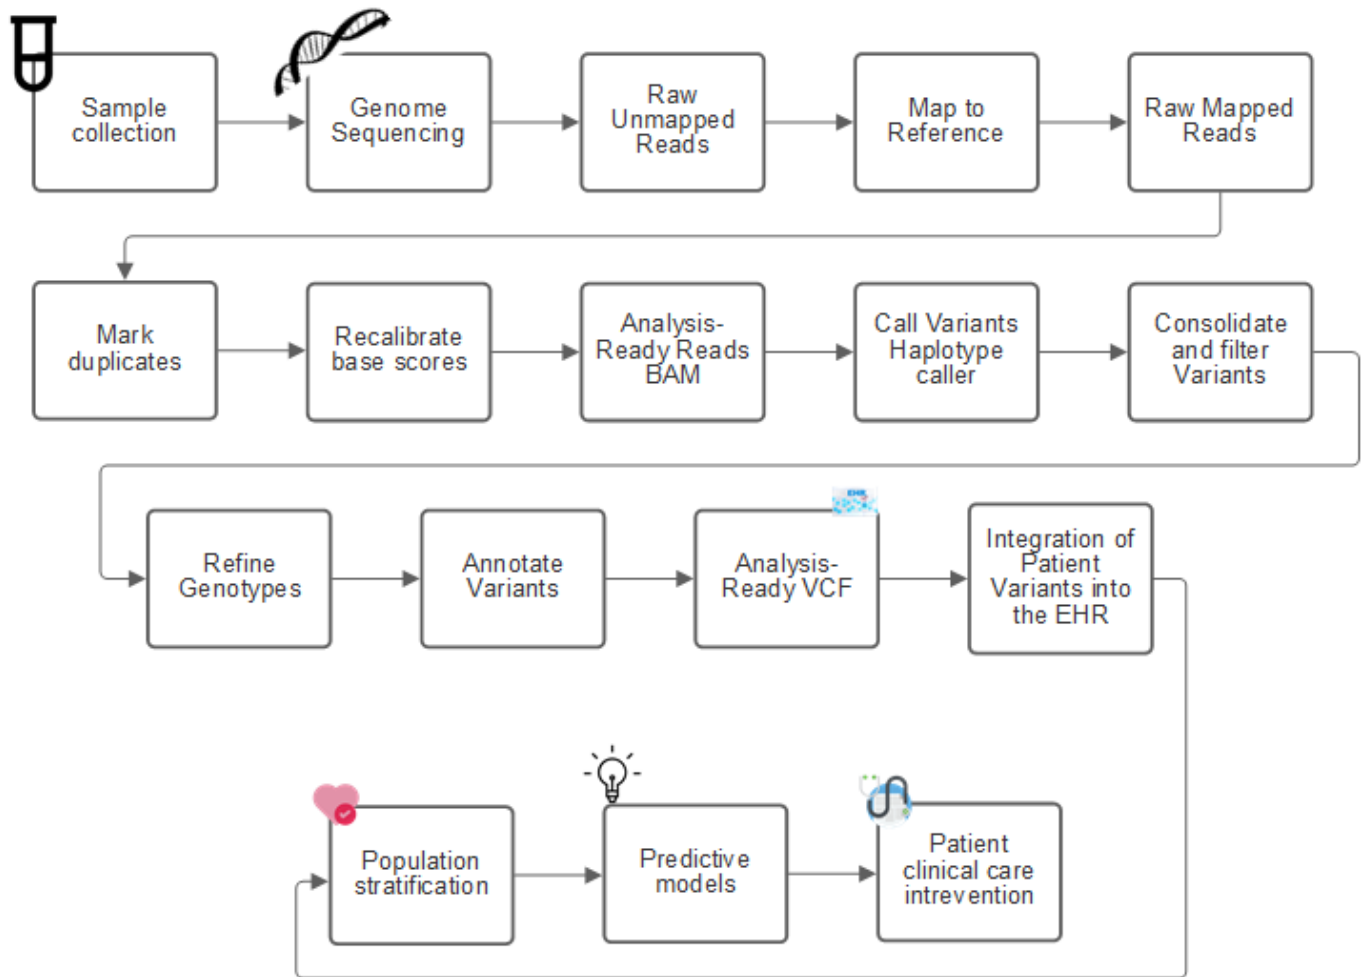 Sample
collection
Genome
Sequencing
Raw
Unmapped
Reads
Map to
Reference
Raw Mapped
Reads
Mark
duplicates
Recalibrate
base scores
Analysis-
Ready Reads
BAM
Call Variants
Haplotype
caller
Consolidate
and filter
Variants
Refine
Genotypes
Annotate
Variants
EHR
Analysis-
Ready VCF
Integration of
Patient
Variants into
the EHR
Population
stratification
Predictive
models
Patient
clinical care
intrevention